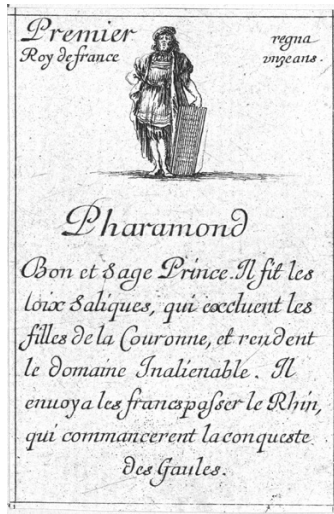 Premier
Roy de france
regna
vnze ans.
Pharamond
Bon et Sage Prince. Il fit les
loix Saliques, qui excluent les
filles de la Couronne, et rendent
le domaine Inalienable. Il
enuoya les francs passer le Rhin,
qui commancerent la conqueste
des Gaules.